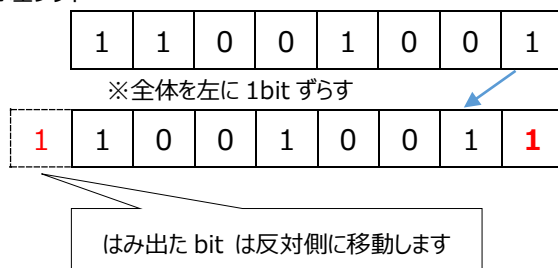 1 1 0 0 1 0 0 1
※全体を左に 1bit ずらす
1 1 0 0 1 0 0 1 1
はみ出た bit は反対側に移動します